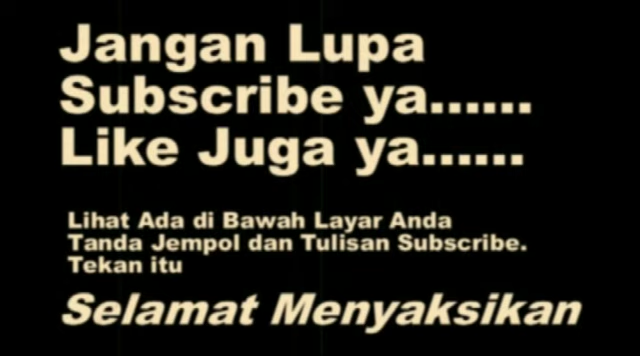 Jangan Lupa
Subscribe ya......
Like Juga ya......
Lihat Ada di Bawah Layar Anda
Tanda Jempol dan Tulisan Subscribe.
Tekan itu
Selamat Menyaksikan